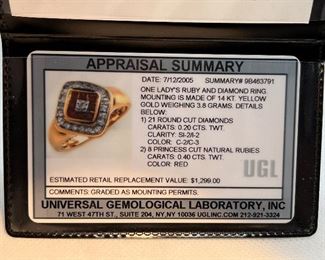 APPRAISAL SUMMARY
DATE: 7/12/2005 SUMMARY# 9B463791
ONE LADY'S RUBY AND DIAMOND RING
MOUNTING IS MADE OF 14 KT. YELLOW
GOLD WEIGHING 3.8 GRAMS. DETAILS
BELOW:
1) 21 ROUND CUT DIAMONDS
CARATS: 0.20 CTS. TWT.
CLARITY: SI-2/I-2
COLOR: C-2/C-3
2) 8 PRINCESS CUT NATURAL RUBIES
CARATS: 0.40 CTS. TWT.
COLOR: RED
UGL
ESTIMATED RETAIL REPLACEMENT VALUE: $1,299.00
COMMENTS: GRADED AS MOUNTING PERMITS.
UNIVERSAL GEMOLOGICAL LABORATORY, INC
71 WEST 47TH ST., SUITE 204, NY,NY 10036 UGLINC.COM 212-921-3324